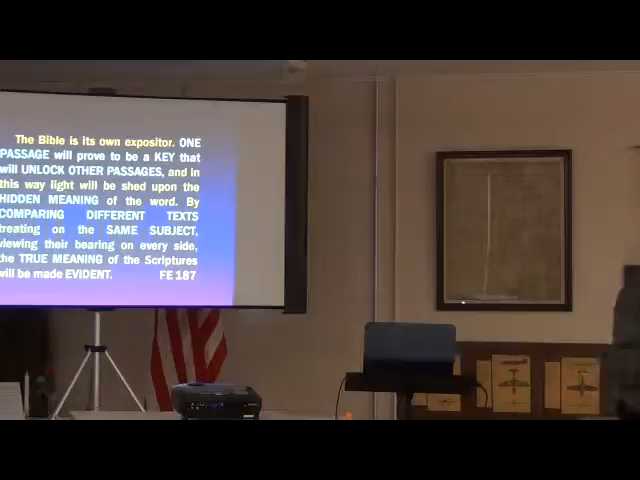 The Bible is its own expositor. ONE
PASSAGE will prove to be a KEY that
will UNLOCK OTHER PASSAGES, and in
this way light will be shed upon the
HIDDEN MEANING of the word. By
COMPARING DIFFERENT TEXTS
treating on the SAME SUBJECT,
viewing their bearing on every side,
the TRUE MEANING of the Scriptures
will be made EVIDENT. FE 187